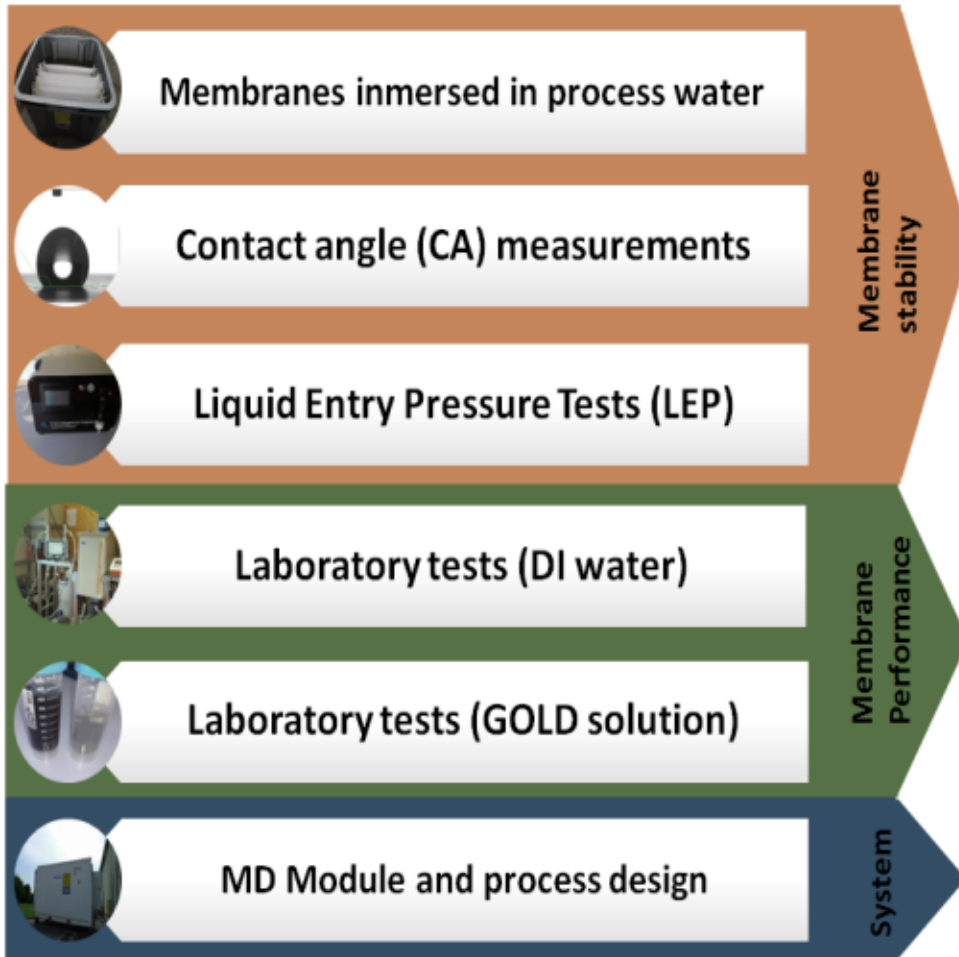 Membranes inmersed in process water
Contact angle (CA) measurements
Liquid Entry Pressure Tests (LEP)
Membrane
stability
Laboratory tests (DI water)
Laboratory tests (GOLD solution)
Membrane
Performance
MD Module and process design
System